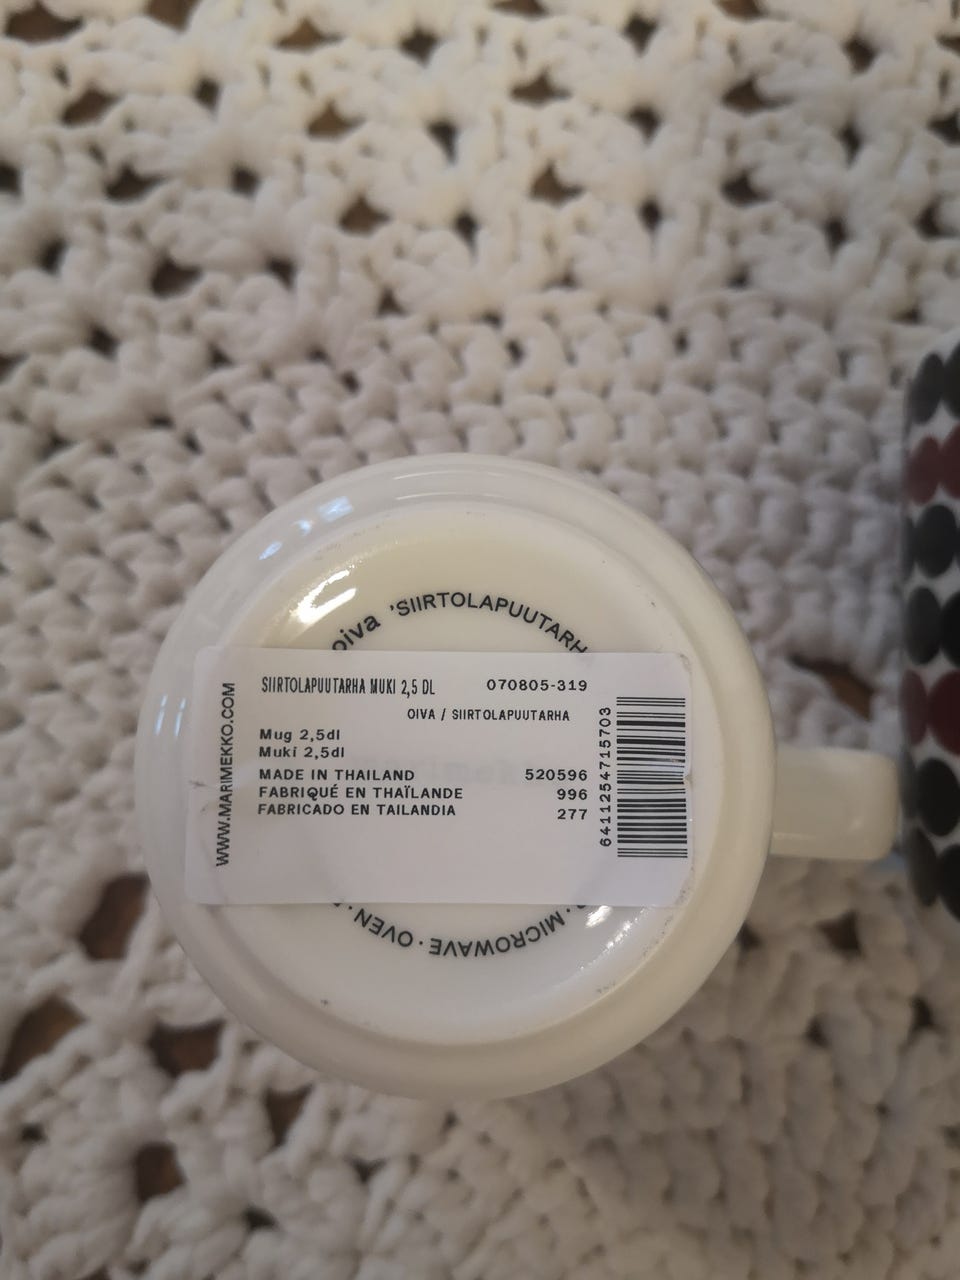 oiva 'SIIRTOLAPUUTARH
SIIRTOLAPUUTARHA MUKI 2,5 DL 070805-319
OIVA / SIIRTOLAPUUTARHA
Mug 2,5dl
Muki 2,5dl
MADE IN THAILAND 520596
FABRIQUÉ EN THAÏLANDE 996
FABRICADO EN TAILANDIA 277
WWW.MARIMEKKO.COM
6411254715703
· MICROWAVE · OVEN ·